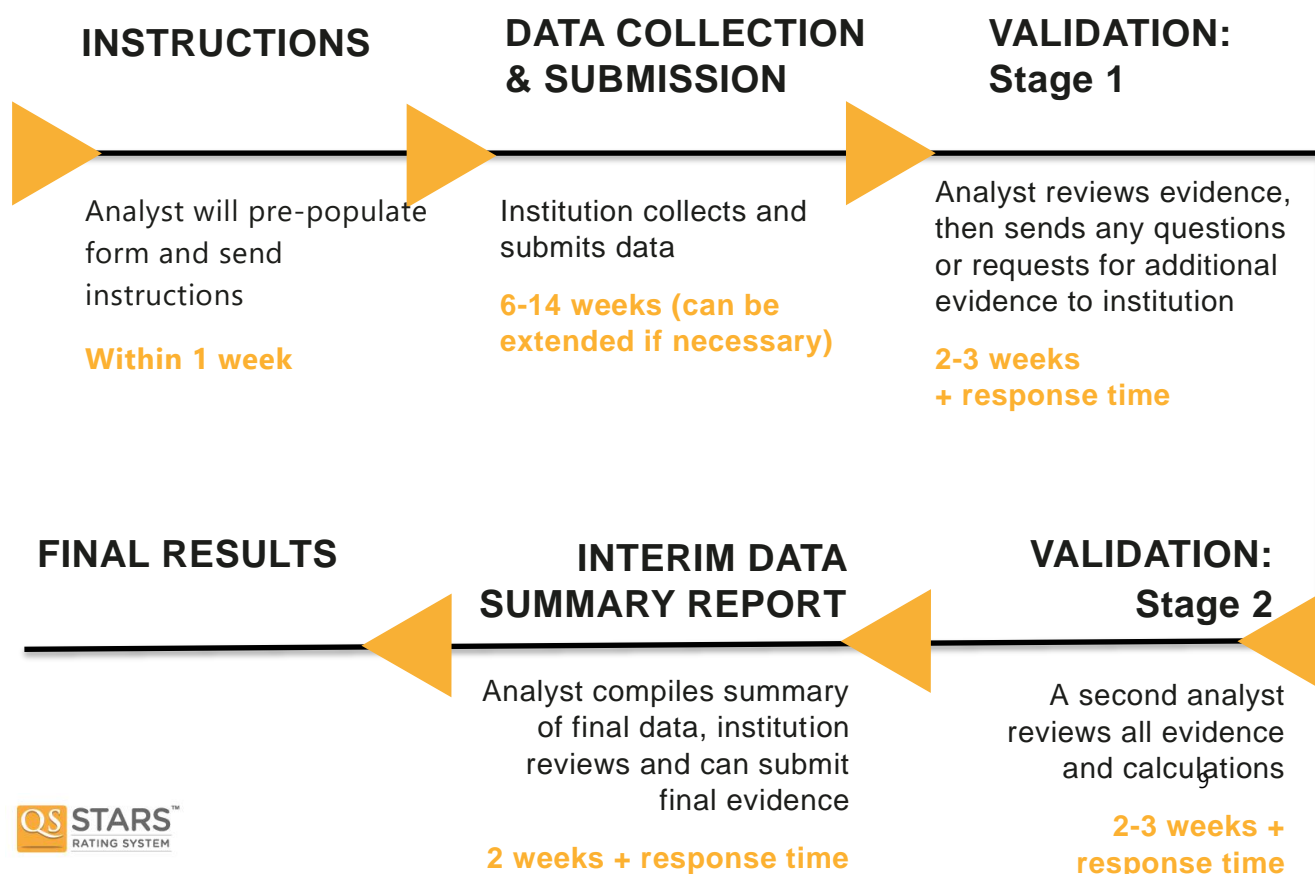 INSTRUCTIONS
Analyst will pre-populate
form and send
instructions
Within 1 week
DATA COLLECTION
& SUBMISSION
Institution collects and
submits data
6-14 weeks (can be
extended if necessary)
VALIDATION:
Stage 1
Analyst reviews evidence,
then sends any questions
or requests for additional
evidence to institution
2-3 weeks
+ response time
VALIDATION:
Stage 2
A second analyst
reviews all evidence
and calculations
9
2-3 weeks +
response time
INTERIM DATA
SUMMARY REPORT
Analyst compiles summary
of final data, institution
reviews and can submit
final evidence
2 weeks + response time
FINAL RESULTS
QS STARS™
RATING SYSTEM